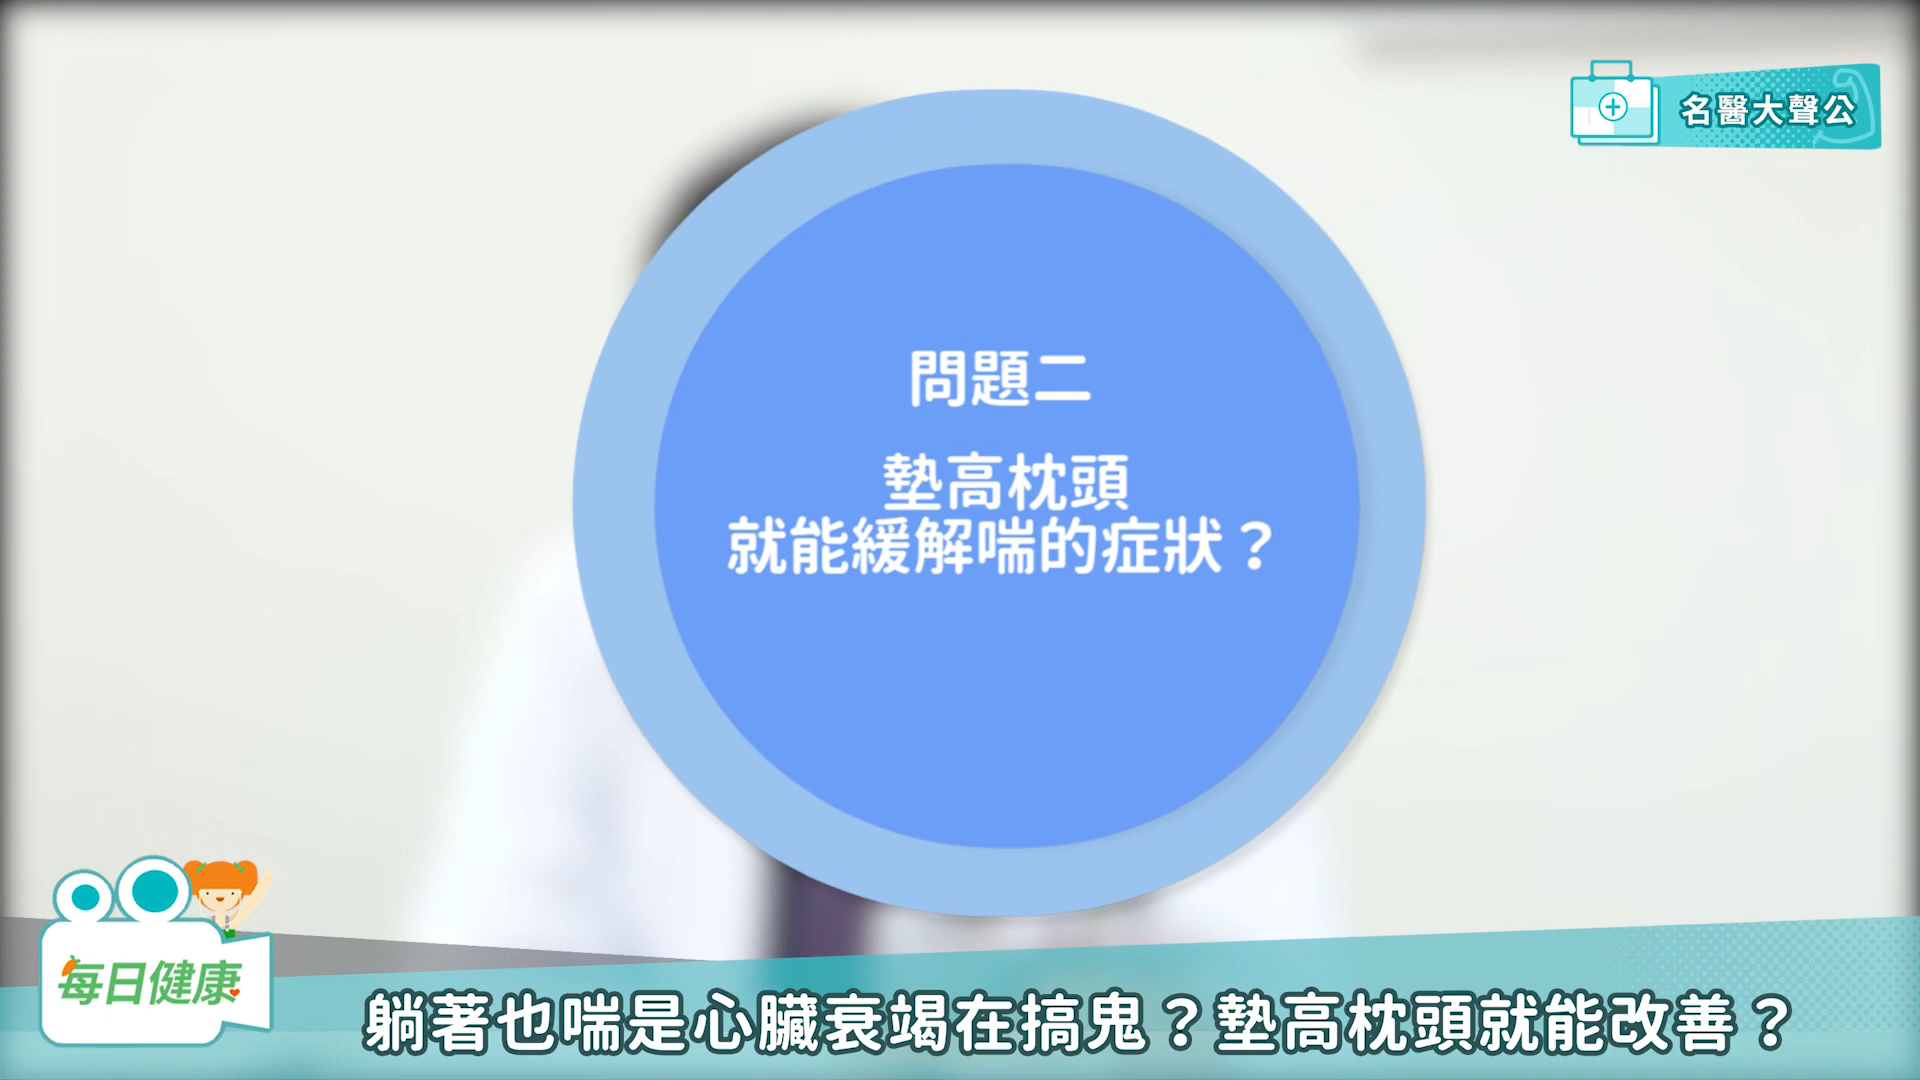 名醫大聲公
問題二
墊高枕頭
就能緩解喘的症狀？
每日健康
躺著也喘是心臟衰竭在搞鬼？墊高枕頭就能改善？